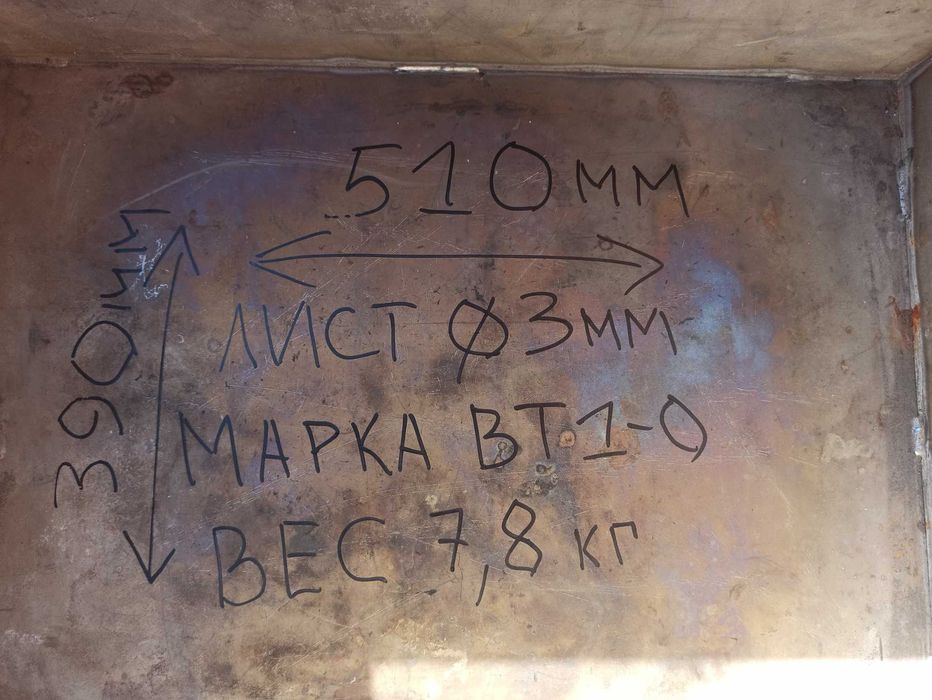 510мм
390мм
ЛИСТ Ø3мм
МАРКА ВТ1-0
ВЕС 7,8 кг